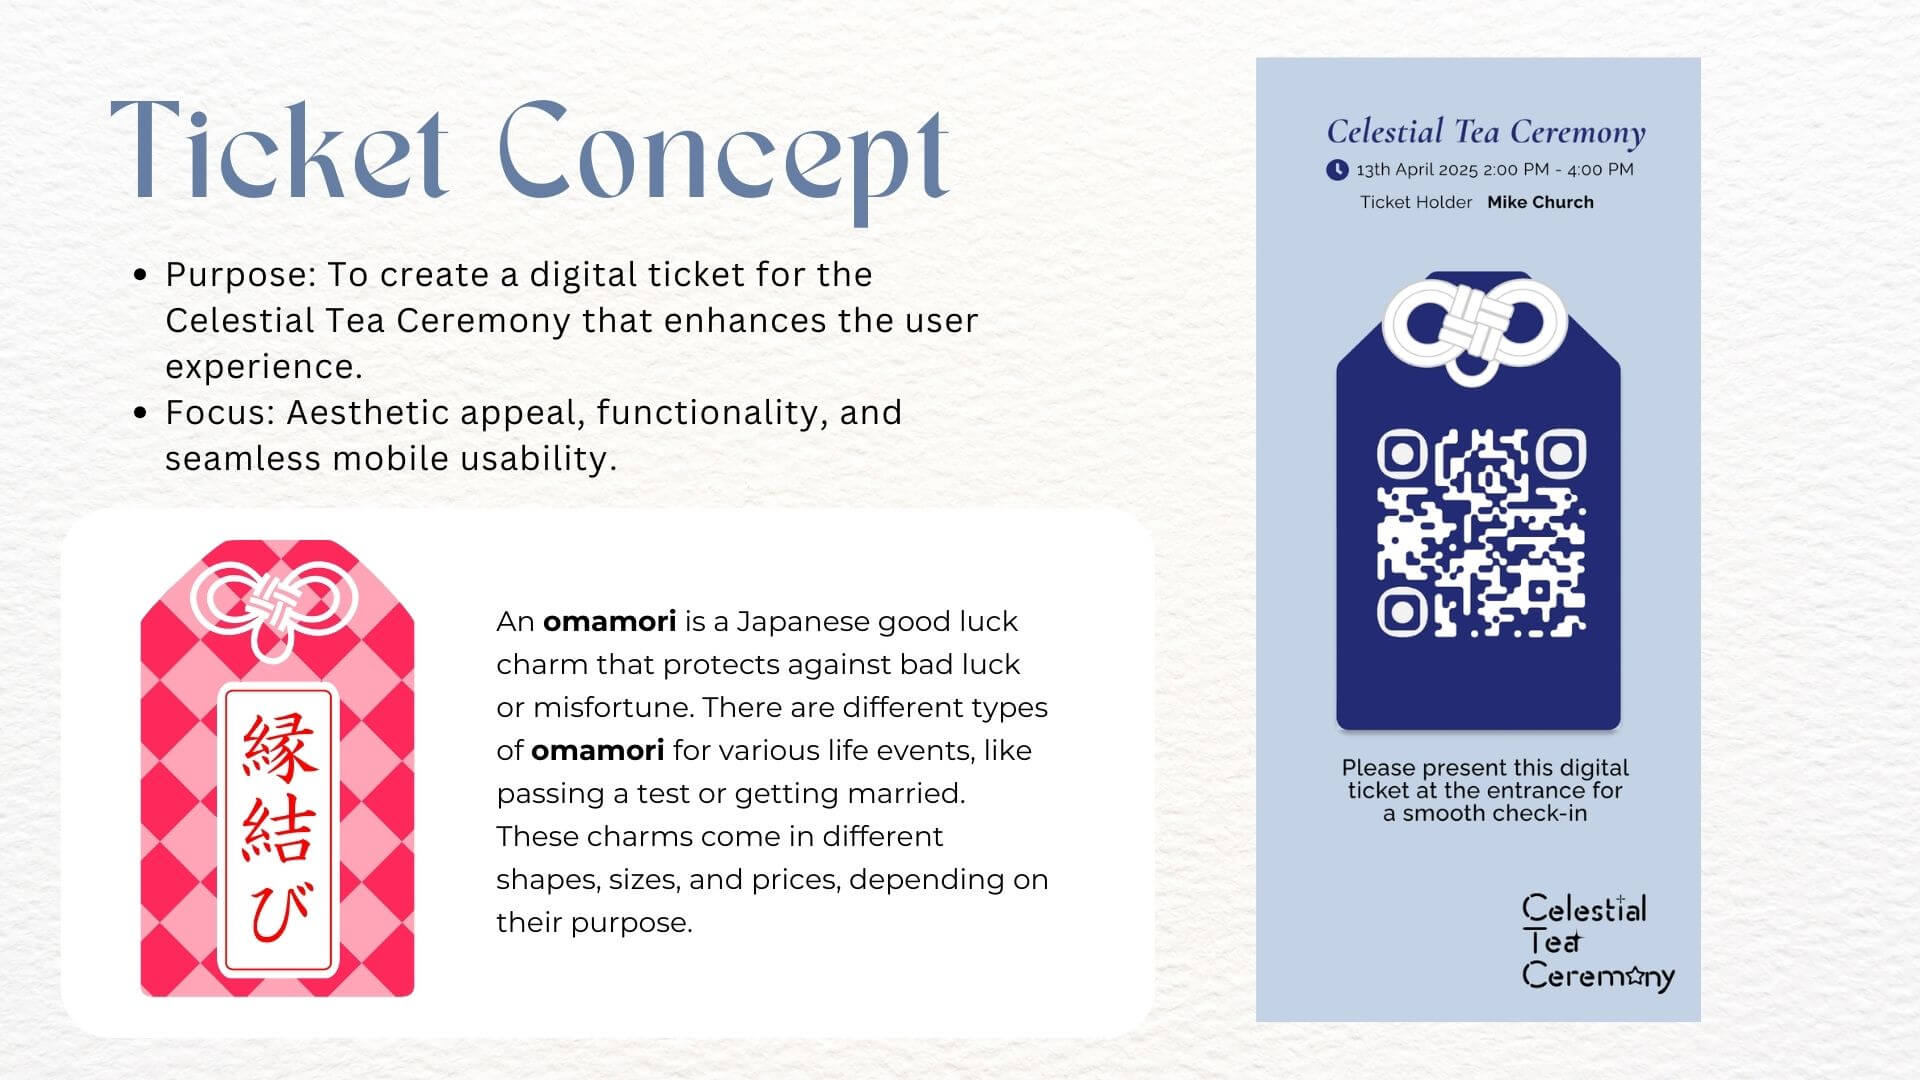 Ticket Concept
• Purpose: To create a digital ticket for the
Celestial Tea Ceremony that enhances the user
experience.
• Focus: Aesthetic appeal, functionality, and
seamless mobile usability.
縁結び
An omamori is a Japanese good luck
charm that protects against bad luck
or misfortune. There are different types
of omamori for various life events, like
passing a test or getting married.
These charms come in different
shapes, sizes, and prices, depending on
their purpose.
Celestial Tea Ceremony
13th April 2025 2:00 PM - 4:00 PM
Ticket Holder Mike Church
Please present this digital
ticket at the entrance for
a smooth check-in
Celestial
Tea
Ceremony